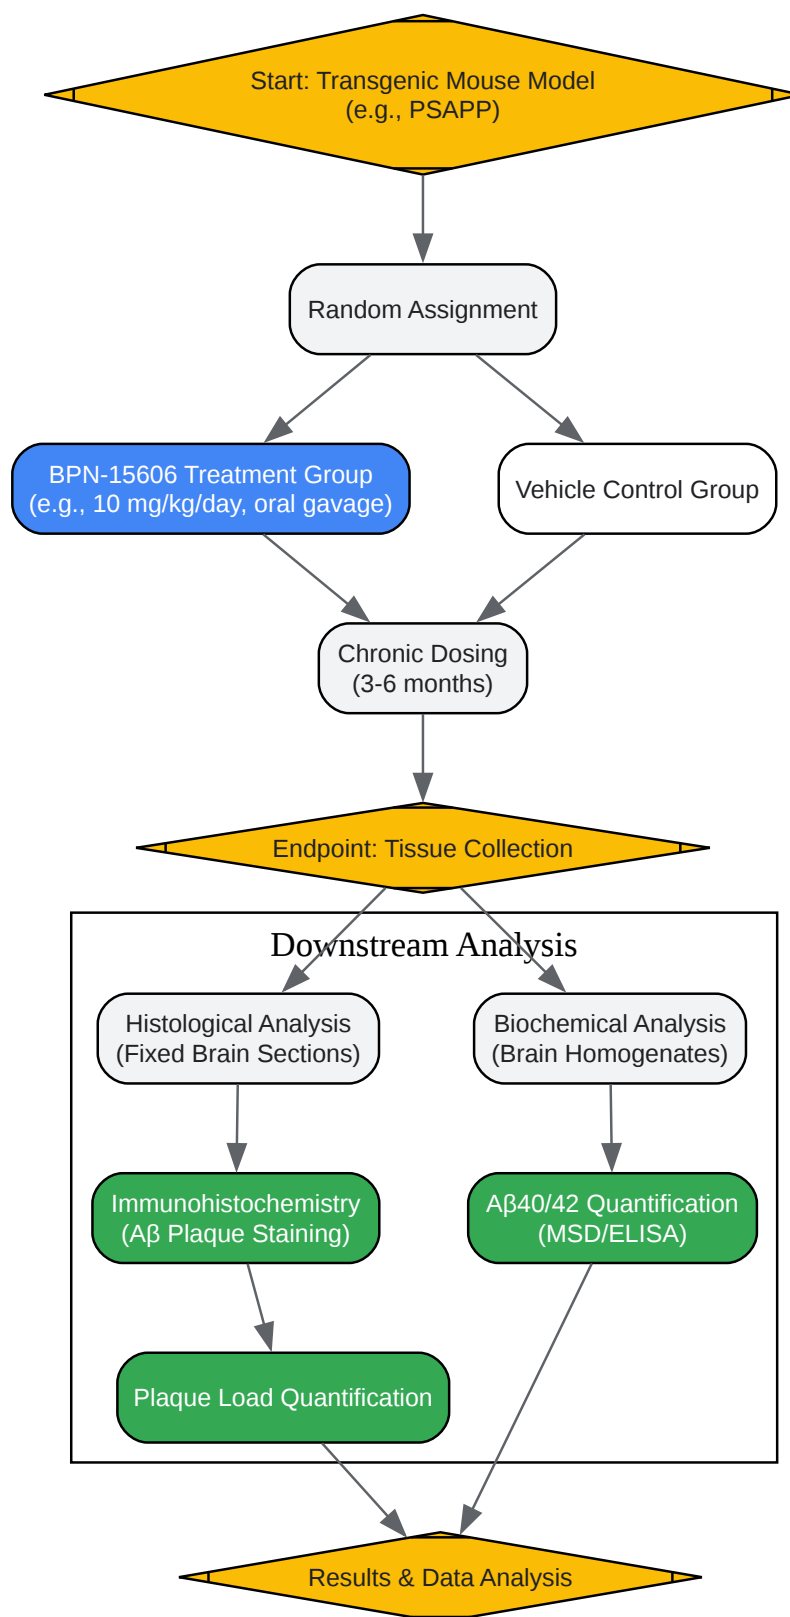 Start: Transgenic Mouse Model
(e.g., PSAPP)
Random Assignment
BPN-15606 Treatment Group
(e.g., 10 mg/kg/day, oral gavage)
Vehicle Control Group
Chronic Dosing
(3-6 months)
Endpoint: Tissue Collection
Downstream Analysis
Histological Analysis
(Fixed Brain Sections)
Biochemical Analysis
(Brain Homogenates)
Immunohistochemistry
(Aβ Plaque Staining)
Aβ40/42 Quantification
(MSD/ELISA)
Plaque Load Quantification
Results & Data Analysis